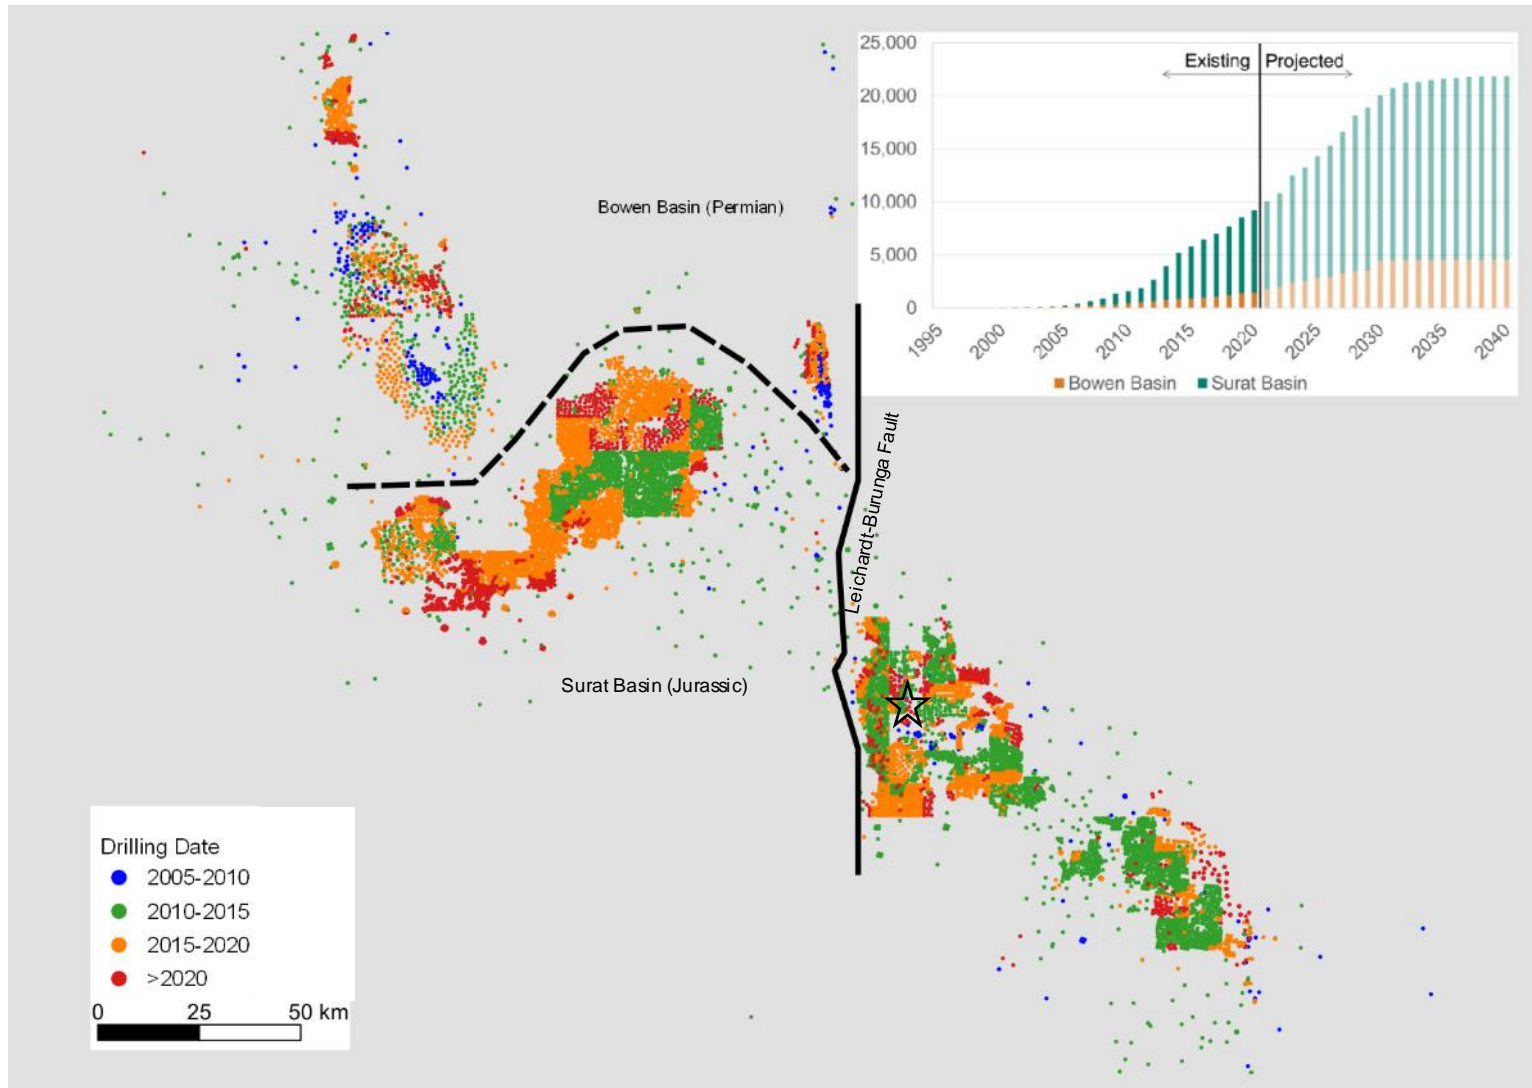 25,000
Existing Projected
20,000
15,000
10,000
5,000
0
1995
2000
2005
2010
2015
2020
2025
2030
2035
2040
Bowen Basin Surat Basin
Bowen Basin (Permian)
Leichardt-Burunga Fault
Surat Basin (Jurassic)
Drilling Date
2005-2010
2010-2015
2015-2020
>2020
0 25 50 km